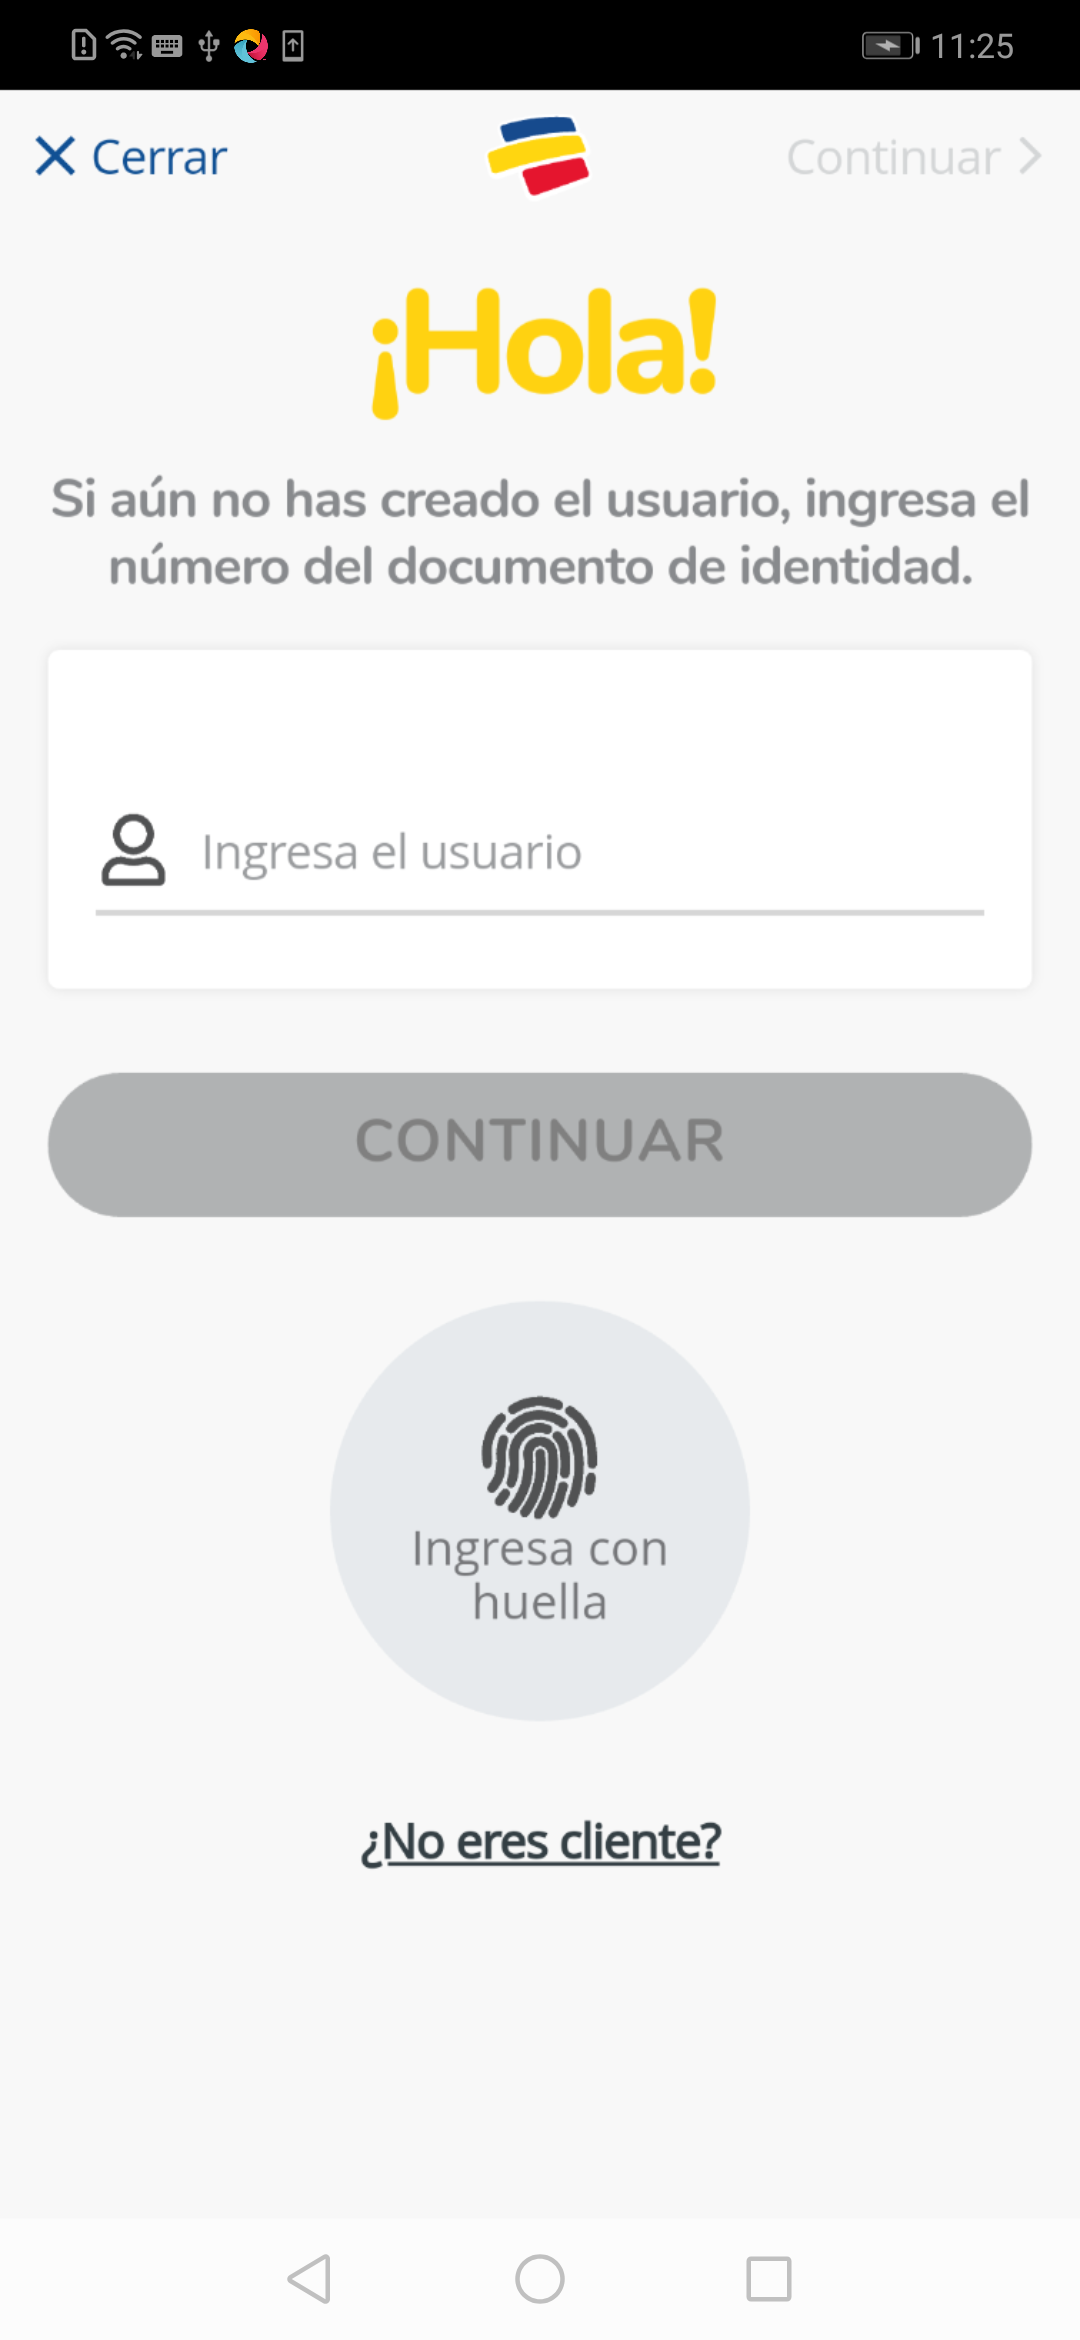 11:25
Cerrar
Continuar
¡Hola!
Si aún no has creado el usuario, ingresa el
número del documento de identidad.
Ingresa el usuario
CONTINUAR
Ingresa con
huella
¿No eres cliente?